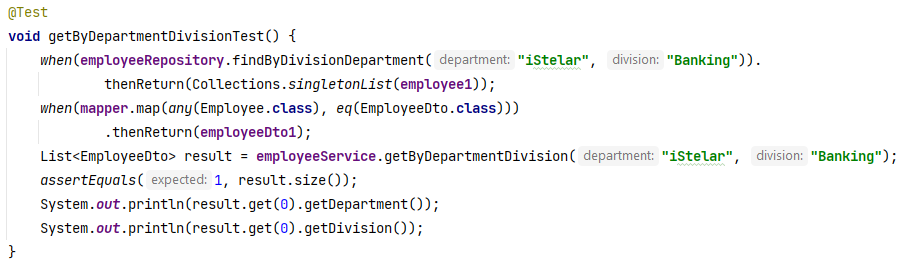 @Test
void getByDepartmentDivisionTest() {
    when(employeeRepository.findByDivisionDepartment( department: "iStelar", division: "Banking")).
            thenReturn(Collections.singletonList(employee1));
    when(mapper.map(any(Employee.class), eq(EmployeeDto.class)))
            .thenReturn(employeeDto1);
    List<EmployeeDto> result = employeeService.getByDepartmentDivision( department: "iStelar", division: "Banking");
    assertEquals( expected: 1, result.size());
    System.out.println(result.get(0).getDepartment());
    System.out.println(result.get(0).getDivision());
}